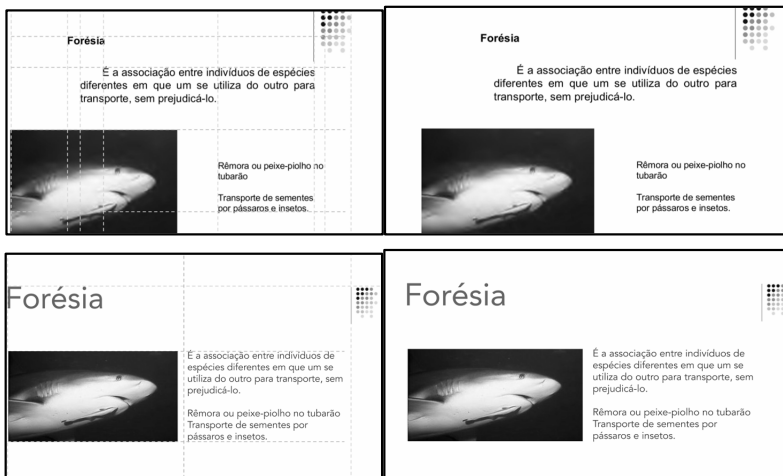 Forésia
É a associação entre indivíduos de espécies
diferentes em que um se utiliza do outro para
transporte, sem prejudicá-lo.
Rêmora ou peixe-piolho no
tubarão
Transporte de sementes
por pássaros e insetos.
Forésia
É a associação entre indivíduos de espécies
diferentes em que um se utiliza do outro para
transporte, sem prejudicá-lo.
Rêmora ou peixe-piolho no
tubarão
Transporte de sementes
por pássaros e insetos.
Forésia
É a associação entre indivíduos de
espécies diferentes em que um se
utiliza do outro para transporte, sem
prejudicá-lo.
Rêmora ou peixe-piolho no tubarão
Transporte de sementes por
pássaros e insetos.
Forésia
É a associação entre indivíduos de
espécies diferentes em que um se
utiliza do outro para transporte, sem
prejudicá-lo.
Rêmora ou peixe-piolho no tubarão
Transporte de sementes por
pássaros e insetos.